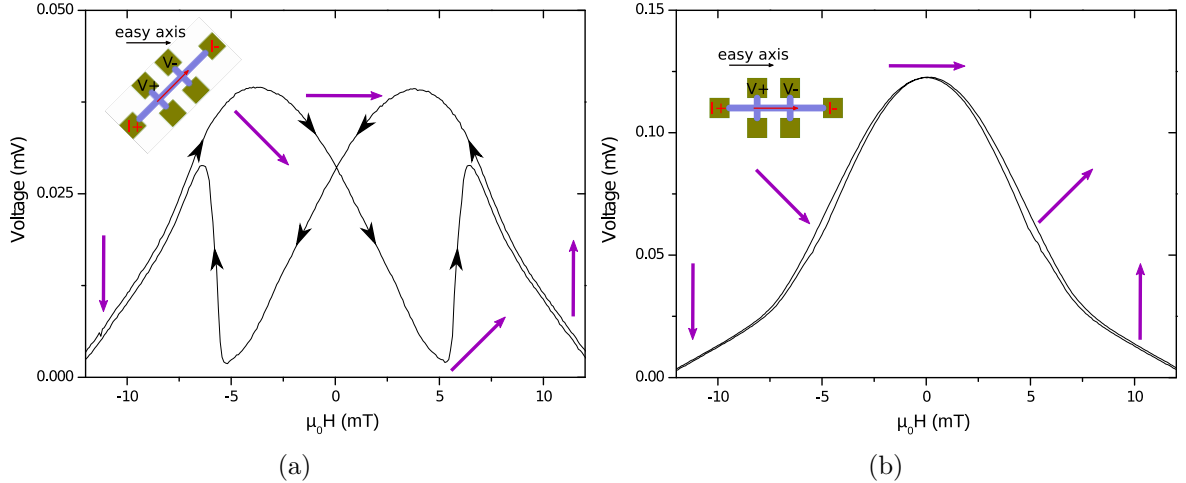 0.050
0.025
0.000
Voltage (mV)
easy axis
I+
V+
V-
I-
-10
-5
0
5
10
μ₀H (mT)
(a)
0.15
0.10
0.05
0.00
Voltage (mV)
easy axis
I+
V+
V-
I-
-10
-5
0
5
10
μ₀H (mT)
(b)